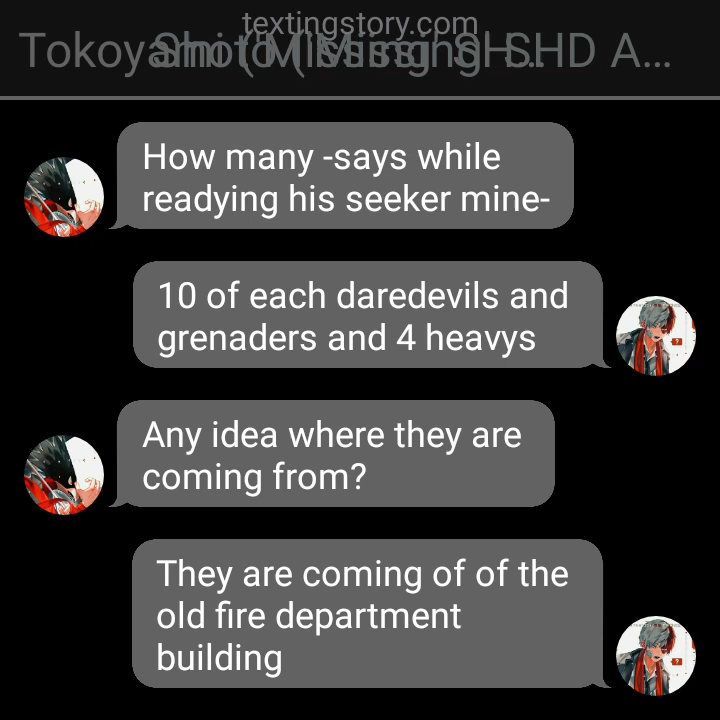 textingstory.com
How many -says while
readying his seeker mine-
10 of each daredevils and
grenaders and 4 heavys
Any idea where they are
coming from?
They are coming of of the
old fire department
building